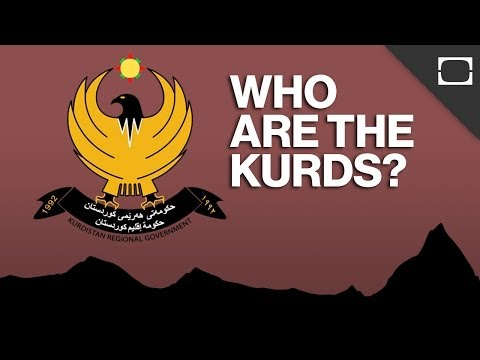 WHO
ARE THE
KURDS?
1992
١٩٩٢
حکومەتی هەرێمی کوردستان
حكومة إقليم كوردستان
KURDISTAN REGIONAL GOVERNMENT